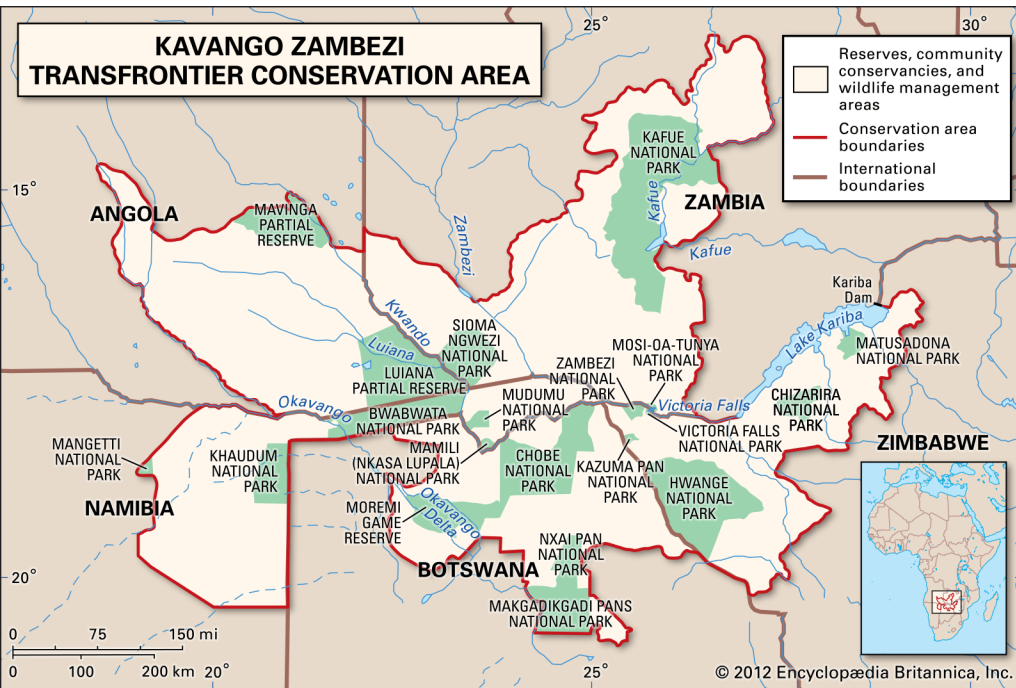 KAVANGO ZAMBEZI
TRANSFRONTIER CONSERVATION AREA
25°
30°
Reserves, community
conservancies, and
wildlife management
areas
Conservation area
boundaries
International
boundaries
15°
ANGOLA
MAVINGA
PARTIAL
RESERVE
Zambezi
KAFUE
NATIONAL
PARK
Kafue
ZAMBIA
Kafue
Kariba
Dam
Lake Kariba
MATUSADONA
NATIONAL PARK
Kwando
Luiana
SIOMA
NGWEZI
NATIONAL
PARK
LUIANA
PARTIAL RESERVE
MOSI-OA-TUNYA
NATIONAL
PARK
ZAMBEZI
NATIONAL
PARK
Okavango
BWABWATA
NATIONAL PARK
MUDUMU
NATIONAL
PARK
Victoria Falls
CHIZARIRA
NATIONAL
PARK
VICTORIA FALLS
NATIONAL PARK
ZIMBABWE
MANGETTI
NATIONAL
PARK
KHAUDUM
NATIONAL
PARK
MAMILI
(NKASA LUPALA)
NATIONAL PARK
CHOBE
NATIONAL
PARK
KAZUMA PAN
NATIONAL
PARK
HWANGE
NATIONAL
PARK
NAMIBIA
MOREMI
GAME
RESERVE
Okavango
Delta
NXAI PAN
NATIONAL
PARK
BOTSWANA
20°
MAKGADIKGADI PANS
NATIONAL PARK
0 75 150 mi
0 100 200 km
20°
25°
© 2012 Encyclopædia Britannica, Inc.